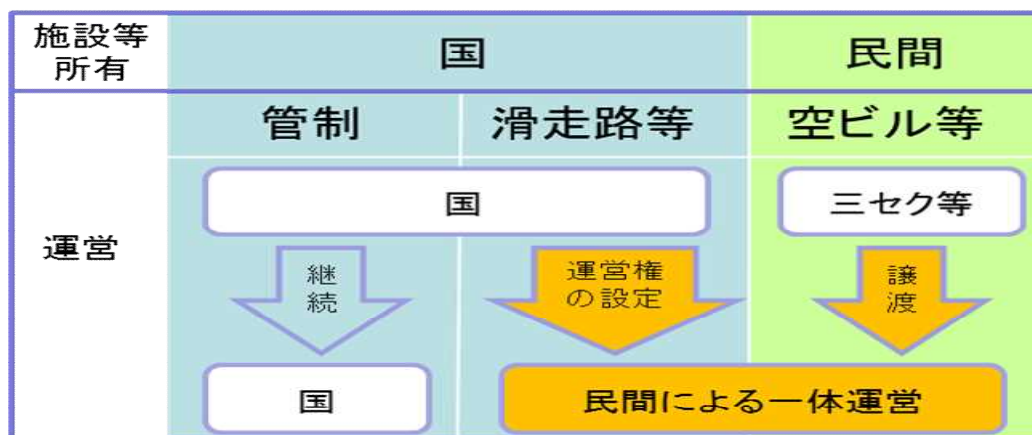 施設等
所有
国
民間
管制
滑走路等
空ビル等
運営
国
三セク等
継
続
運営権
の設定
譲
渡
国
民間による一体運営